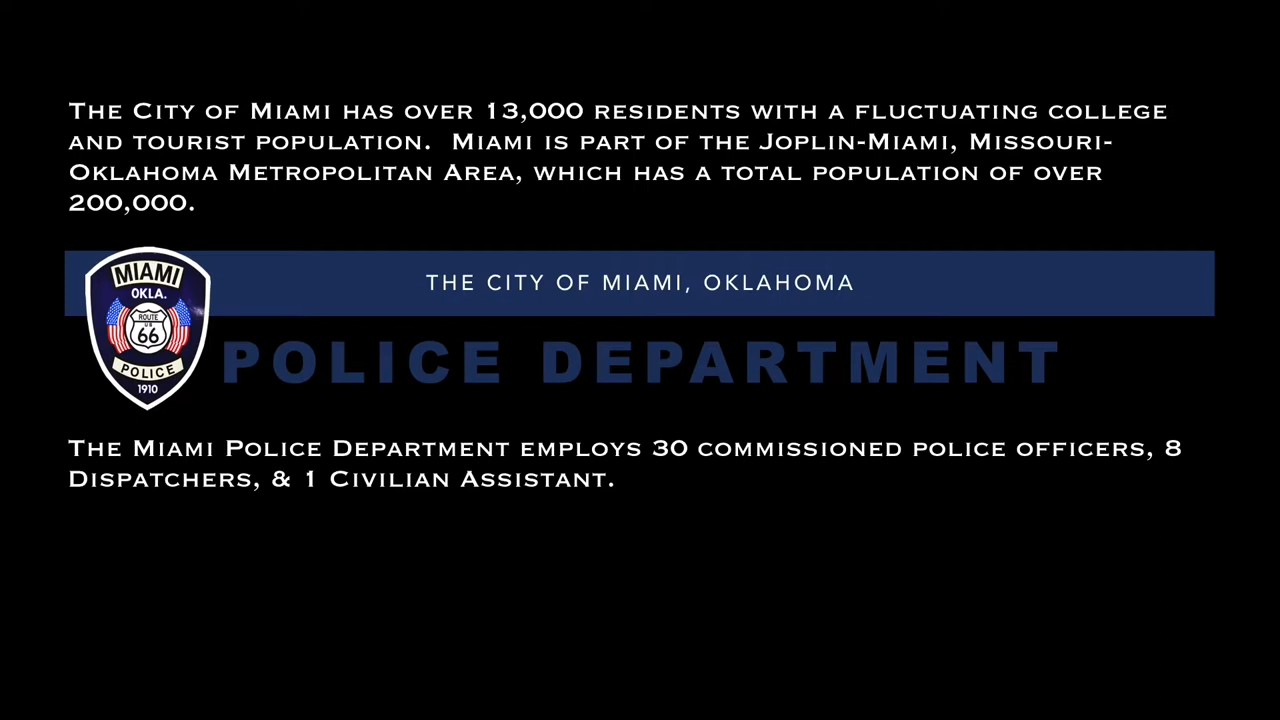 The City of Miami has over 13,000 residents with a fluctuating college
and tourist population.  Miami is part of the Joplin-Miami, Missouri-
Oklahoma Metropolitan Area, which has a total population of over
200,000.
THE CITY OF MIAMI, OKLAHOMA
MIAMI
OKLA.
ROUTE
US
66
POLICE
1910
POLICE DEPARTMENT
The Miami Police Department employs 30 commissioned police officers, 8
Dispatchers, & 1 Civilian Assistant.